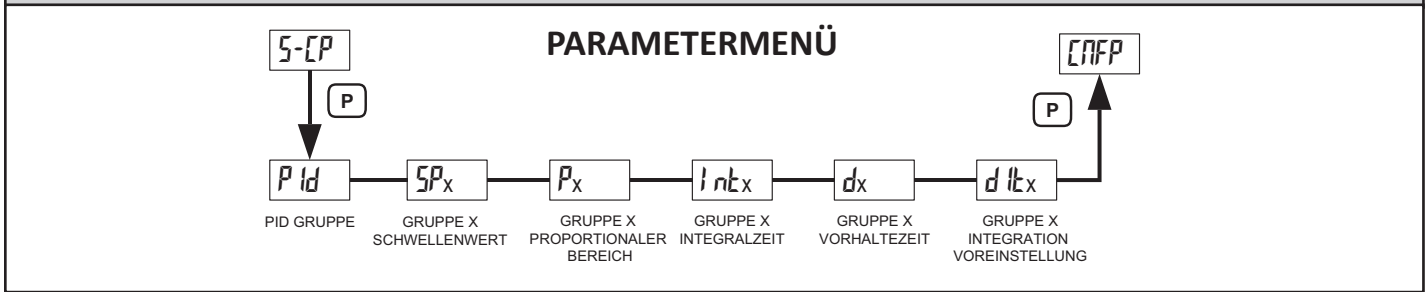 PARAMETERMENÜ
S-CP
CNFP
P
P
PId
SPx
Px
Intx
dx
dItx
PID GRUPPE
GRUPPE X
SCHWELLENWERT
GRUPPE X
PROPORTIONALER
BEREICH
GRUPPE X
INTEGRALZEIT
GRUPPE X
VORHALTEZEIT
GRUPPE X
INTEGRATION
VOREINSTELLUNG